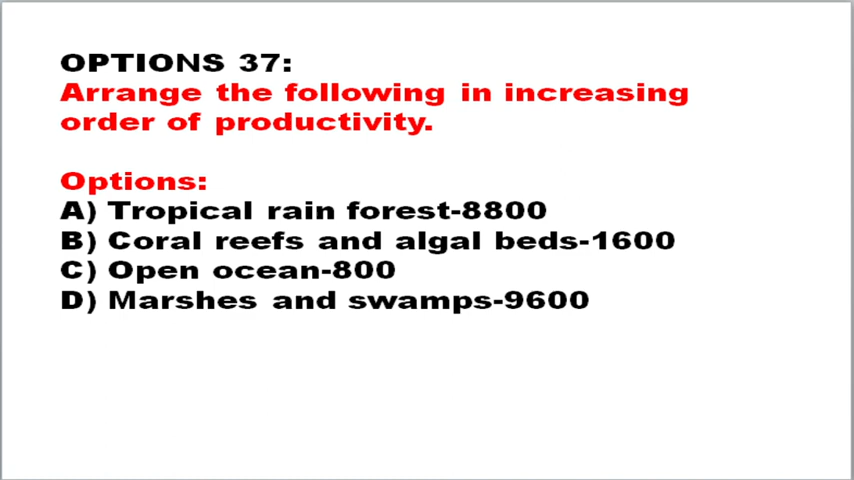 OPTIONS 37:
Arrange the following in increasing
order of productivity.
Options:
A) Tropical rain forest-8800
B) Coral reefs and algal beds-1600
C) Open ocean-800
D) Marshes and swamps-9600